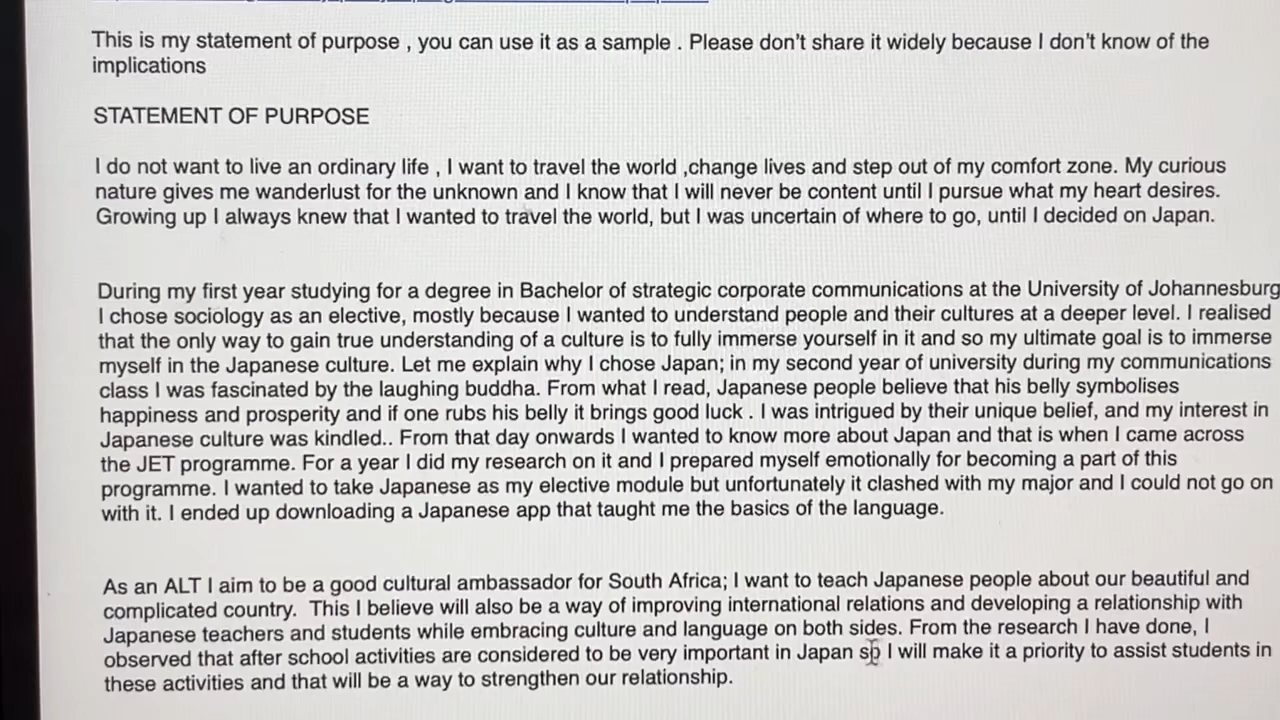 This is my statement of purpose , you can use it as a sample . Please don't share it widely because I don't know of the
implications
STATEMENT OF PURPOSE
I do not want to live an ordinary life , I want to travel the world ,change lives and step out of my comfort zone. My curious
nature gives me wanderlust for the unknown and I know that I will never be content until I pursue what my heart desires.
Growing up I always knew that I wanted to travel the world, but I was uncertain of where to go, until I decided on Japan.
During my first year studying for a degree in Bachelor of strategic corporate communications at the University of Johannesburg
I chose sociology as an elective, mostly because I wanted to understand people and their cultures at a deeper level. I realised
that the only way to gain true understanding of a culture is to fully immerse yourself in it and so my ultimate goal is to immerse
myself in the Japanese culture. Let me explain why I chose Japan; in my second year of university during my communications
class I was fascinated by the laughing buddha. From what I read, Japanese people believe that his belly symbolises
happiness and prosperity and if one rubs his belly it brings good luck . I was intrigued by their unique belief, and my interest in
Japanese culture was kindled.. From that day onwards I wanted to know more about Japan and that is when I came across
the JET programme. For a year I did my research on it and I prepared myself emotionally for becoming a part of this
programme. I wanted to take Japanese as my elective module but unfortunately it clashed with my major and I could not go on
with it. I ended up downloading a Japanese app that taught me the basics of the language.
As an ALT I aim to be a good cultural ambassador for South Africa; I want to teach Japanese people about our beautiful and
complicated country.  This I believe will also be a way of improving international relations and developing a relationship with
Japanese teachers and students while embracing culture and language on both sides. From the research I have done, I
observed that after school activities are considered to be very important in Japan so I will make it a priority to assist students in
these activities and that will be a way to strengthen our relationship.